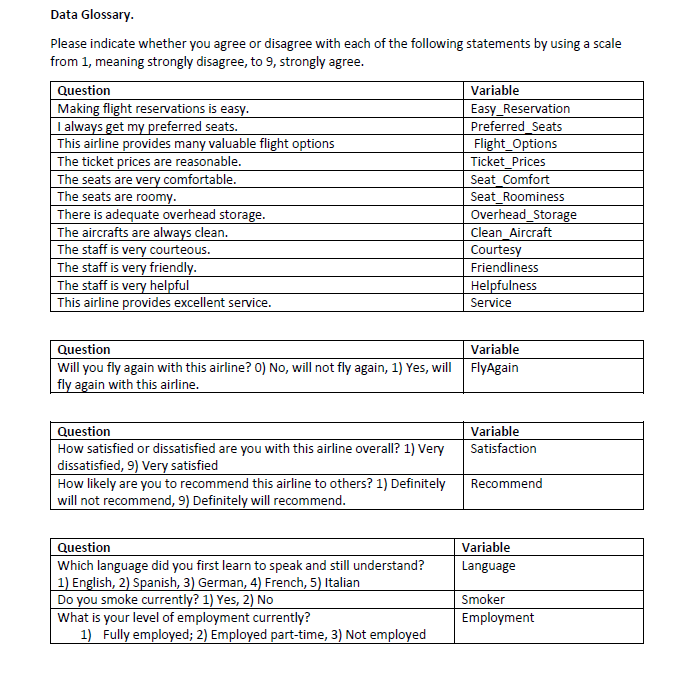 Data Glossary.
Please indicate whether you agree or disagree with each of the following statements by using a scale
from 1, meaning strongly disagree, to 9, strongly agree.
Question Variable
Making flight reservations is easy. Easy_Reservation
I always get my preferred seats. Preferred_Seats
This airline provides many valuable flight options Flight_Options
The ticket prices are reasonable. Ticket_Prices
The seats are very comfortable. Seat_Comfort
The seats are roomy. Seat_Roominess
There is adequate overhead storage. Overhead_Storage
The aircrafts are always clean. Clean_Aircraft
The staff is very courteous. Courtesy
The staff is very friendly. Friendliness
The staff is very helpful Helpfulness
This airline provides excellent service. Service
Question Variable
Will you fly again with this airline? 0) No, will not fly again, 1) Yes, will FlyAgain
fly again with this airline.
Question Variable
How satisfied or dissatisfied are you with this airline overall? 1) Very Satisfaction
dissatisfied, 9) Very satisfied
How likely are you to recommend this airline to others? 1) Definitely Recommend
will not recommend, 9) Definitely will recommend.
Question Variable
Which language did you first learn to speak and still understand? Language
1) English, 2) Spanish, 3) German, 4) French, 5) Italian
Do you smoke currently? 1) Yes, 2) No Smoker
What is your level of employment currently? Employment
1) Fully employed; 2) Employed part-time, 3) Not employed